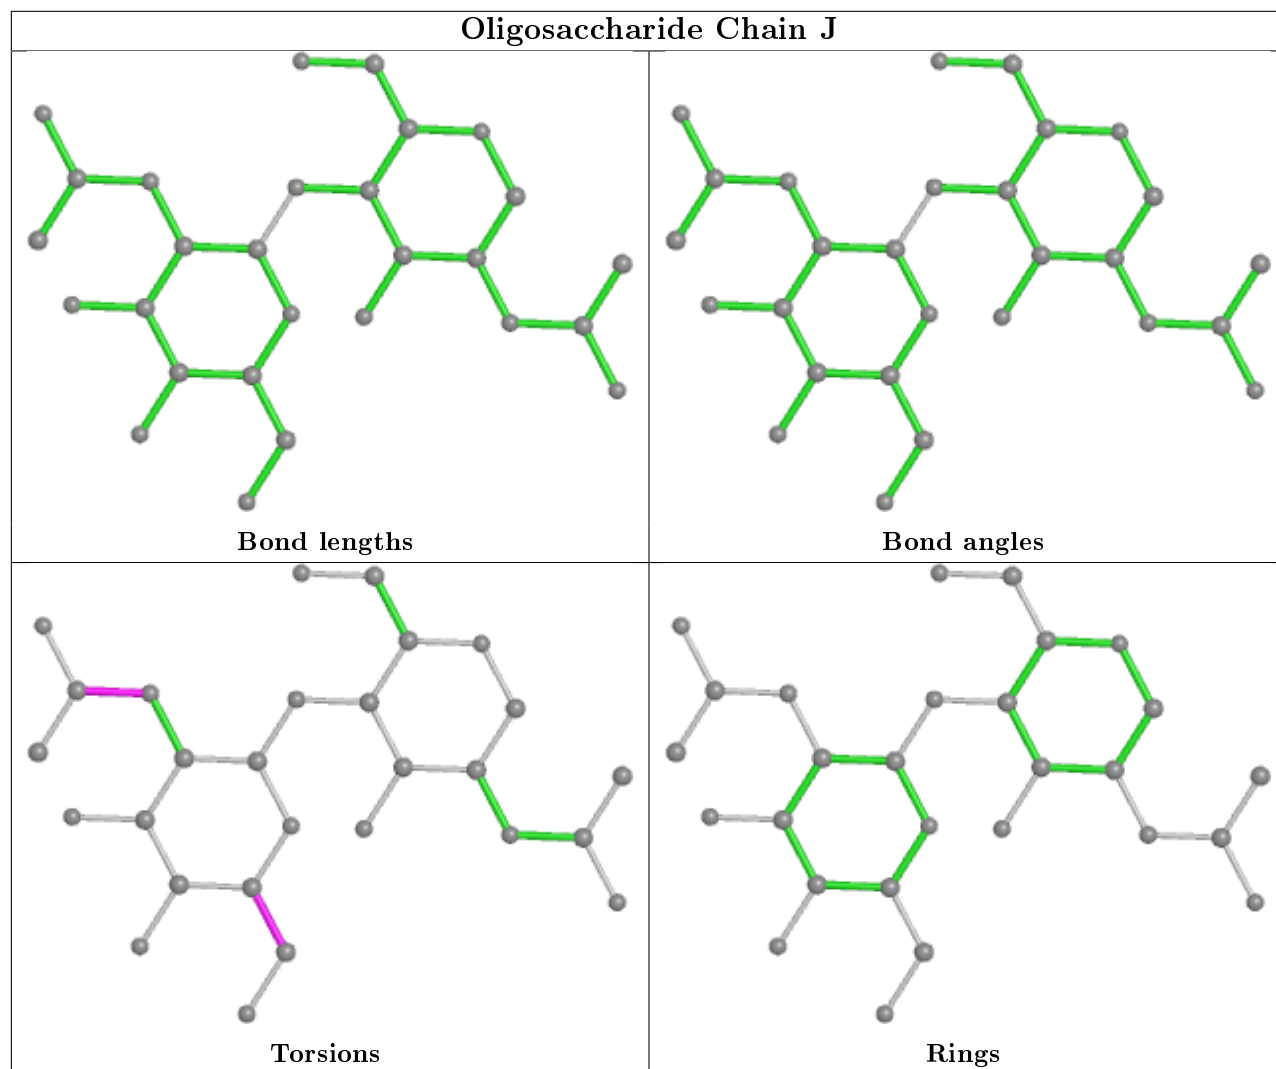 Oligosaccharide Chain J
Bond lengths
Bond angles
Torsions
Rings